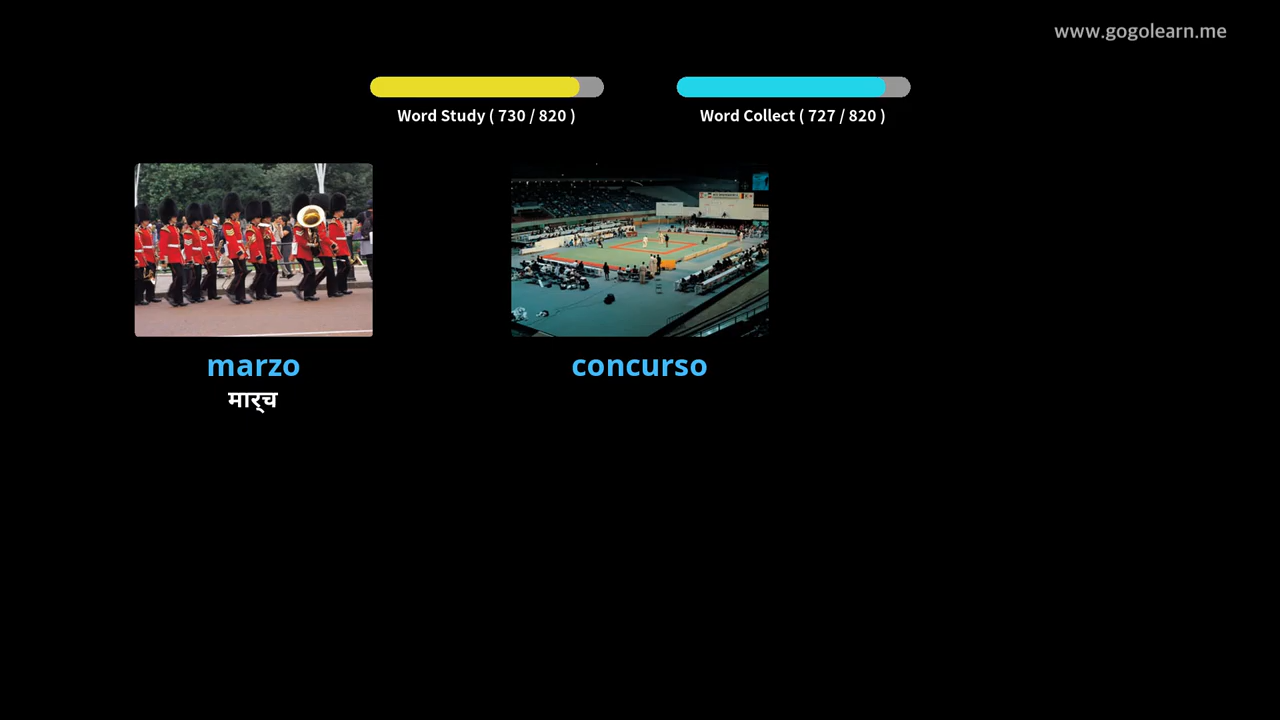 www.gogolearn.me
Word Study ( 730 / 820 )
Word Collect ( 727 / 820 )
marzo
concurso
मार्च